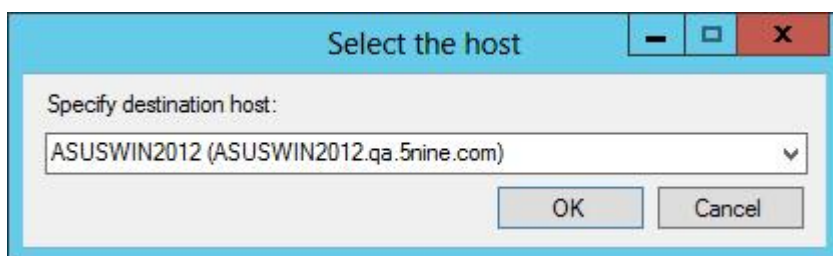 Select the host
Specify destination host:
ASUSWIN2012 (ASUSWIN2012.qa.5nine.com)
OK Cancel